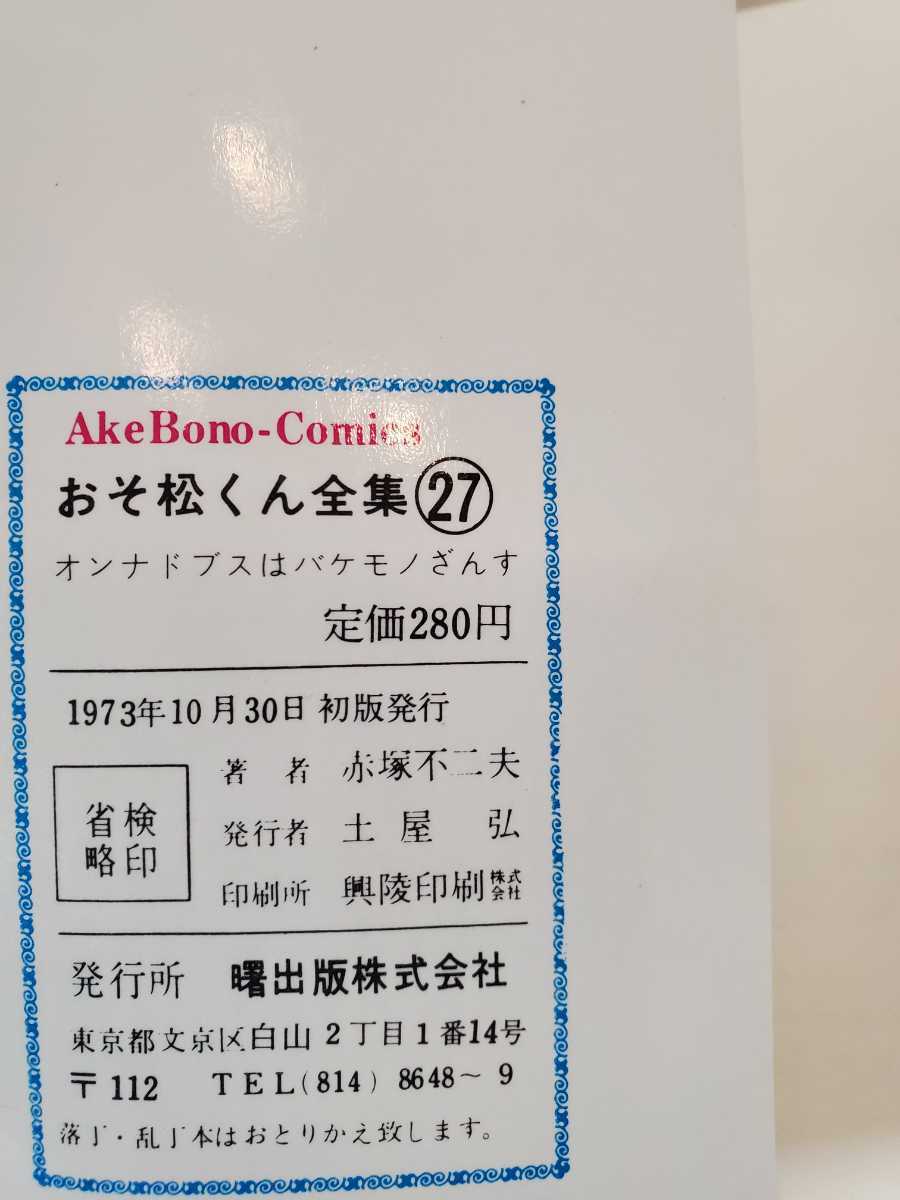 AkeBono-Comics
おそ松くん全集㉗
オンナドブスはバケモノざんす
定価280円
1973年10月30日 初版発行
検印省略
著者 赤塚不二夫
発行者 土屋弘
印刷所 興陵印刷株式会社
発行所 曙出版株式会社
東京都文京区白山2丁目1番14号
〒112 TEL(814) 8648~9
落丁・乱丁本はおとりかえ致します。